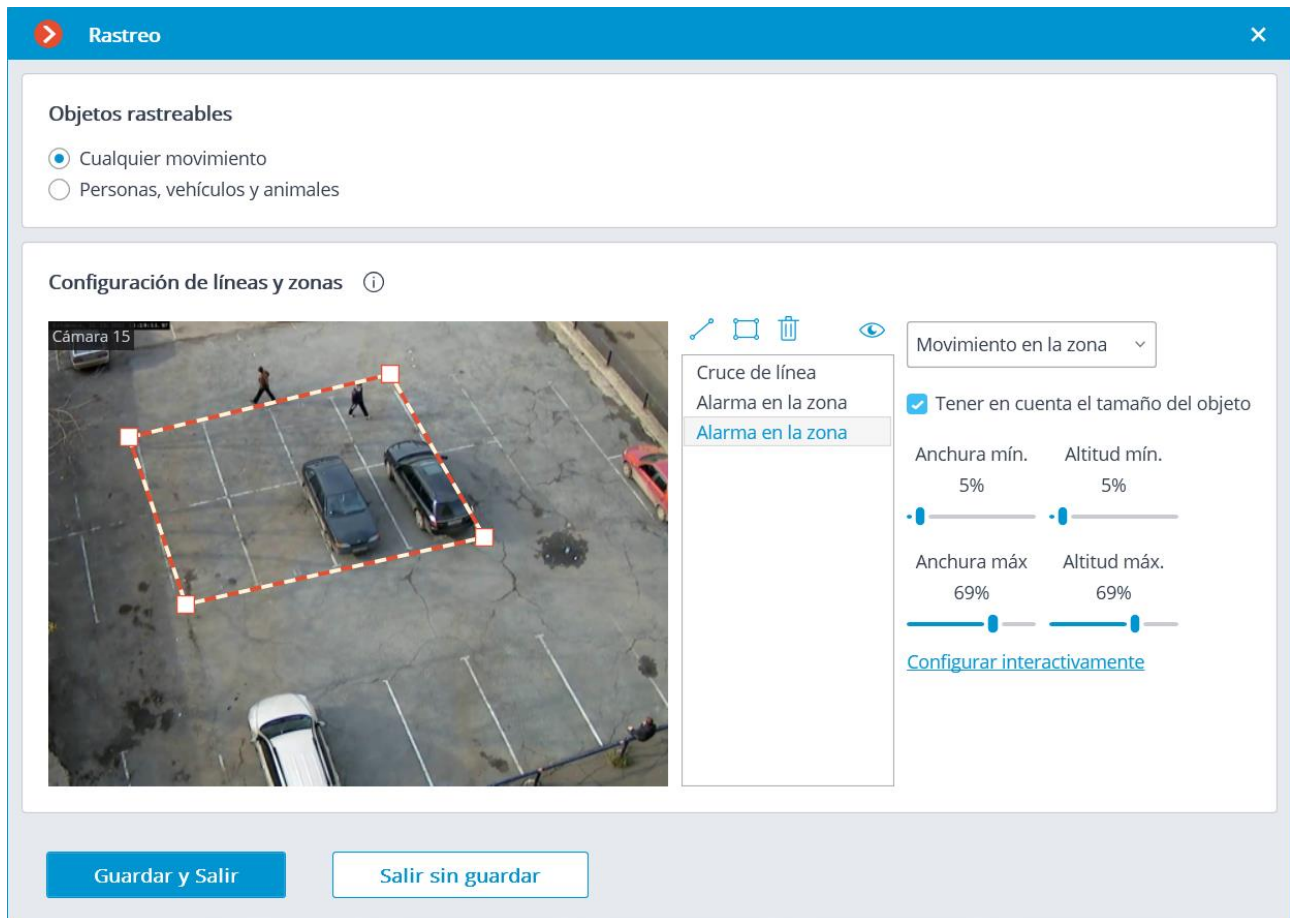 Rastreo
Objetos rastreables
Cualquier movimiento
Personas, vehículos y animales
Configuración de líneas y zonas
Cámara 15
Cruce de línea
Alarma en la zona
Alarma en la zona
Movimiento en la zona
Tener en cuenta el tamaño del objeto
Anchura mín. Altitud mín.
5% 5%
Anchura máx Altitud máx.
69% 69%
Configurar interactivamente
Guardar y Salir Salir sin guardar